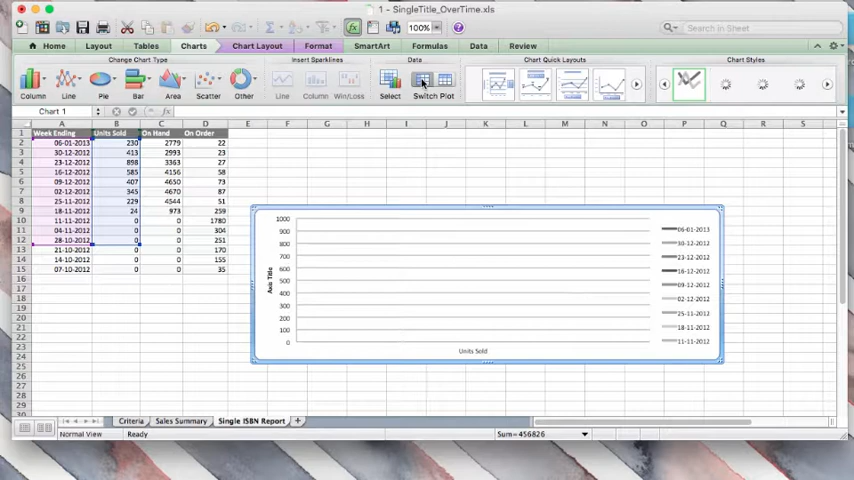 1 - SingleTitle_OverTime.xls
100%
Search in Sheet
Home Layout Tables Charts Chart Layout Format SmartArt Formulas Data Review
Change Chart Type Insert Sparklines Data Chart Quick Layouts Chart Styles
Column Line Pie Bar Area Scatter Other Line Column Win/Loss Select Switch Plot
Chart 1 fx
A B C D E F G H I J K L M N O P Q R S
1 Week Ending Units Sold On Hand On Order
2 06-01-2013 230 2779 22
3 30-12-2012 413 2993 23
4 23-12-2012 898 3363 27
5 16-12-2012 585 4156 58
6 09-12-2012 407 4650 73
7 02-12-2012 345 4670 87
8 25-11-2012 229 4544 51
9 18-11-2012 24 973 259
10 11-11-2012 0 0 1780
11 04-11-2012 0 0 304
12 28-10-2012 0 0 251
13 21-10-2012 0 0 170
14 14-10-2012 0 0 155
15 07-10-2012 0 0 35
16
17
18
19
20
21
22
23
24
25
26
27
28
1000
900
800
700
600
500
400
300
200
100
0
Axis Title
Units Sold
06-01-2013
30-12-2012
23-12-2012
16-12-2012
09-12-2012
02-12-2012
25-11-2012
18-11-2012
11-11-2012
Criteria Sales Summary Single ISBN Report +
Normal View Ready Sum=456826